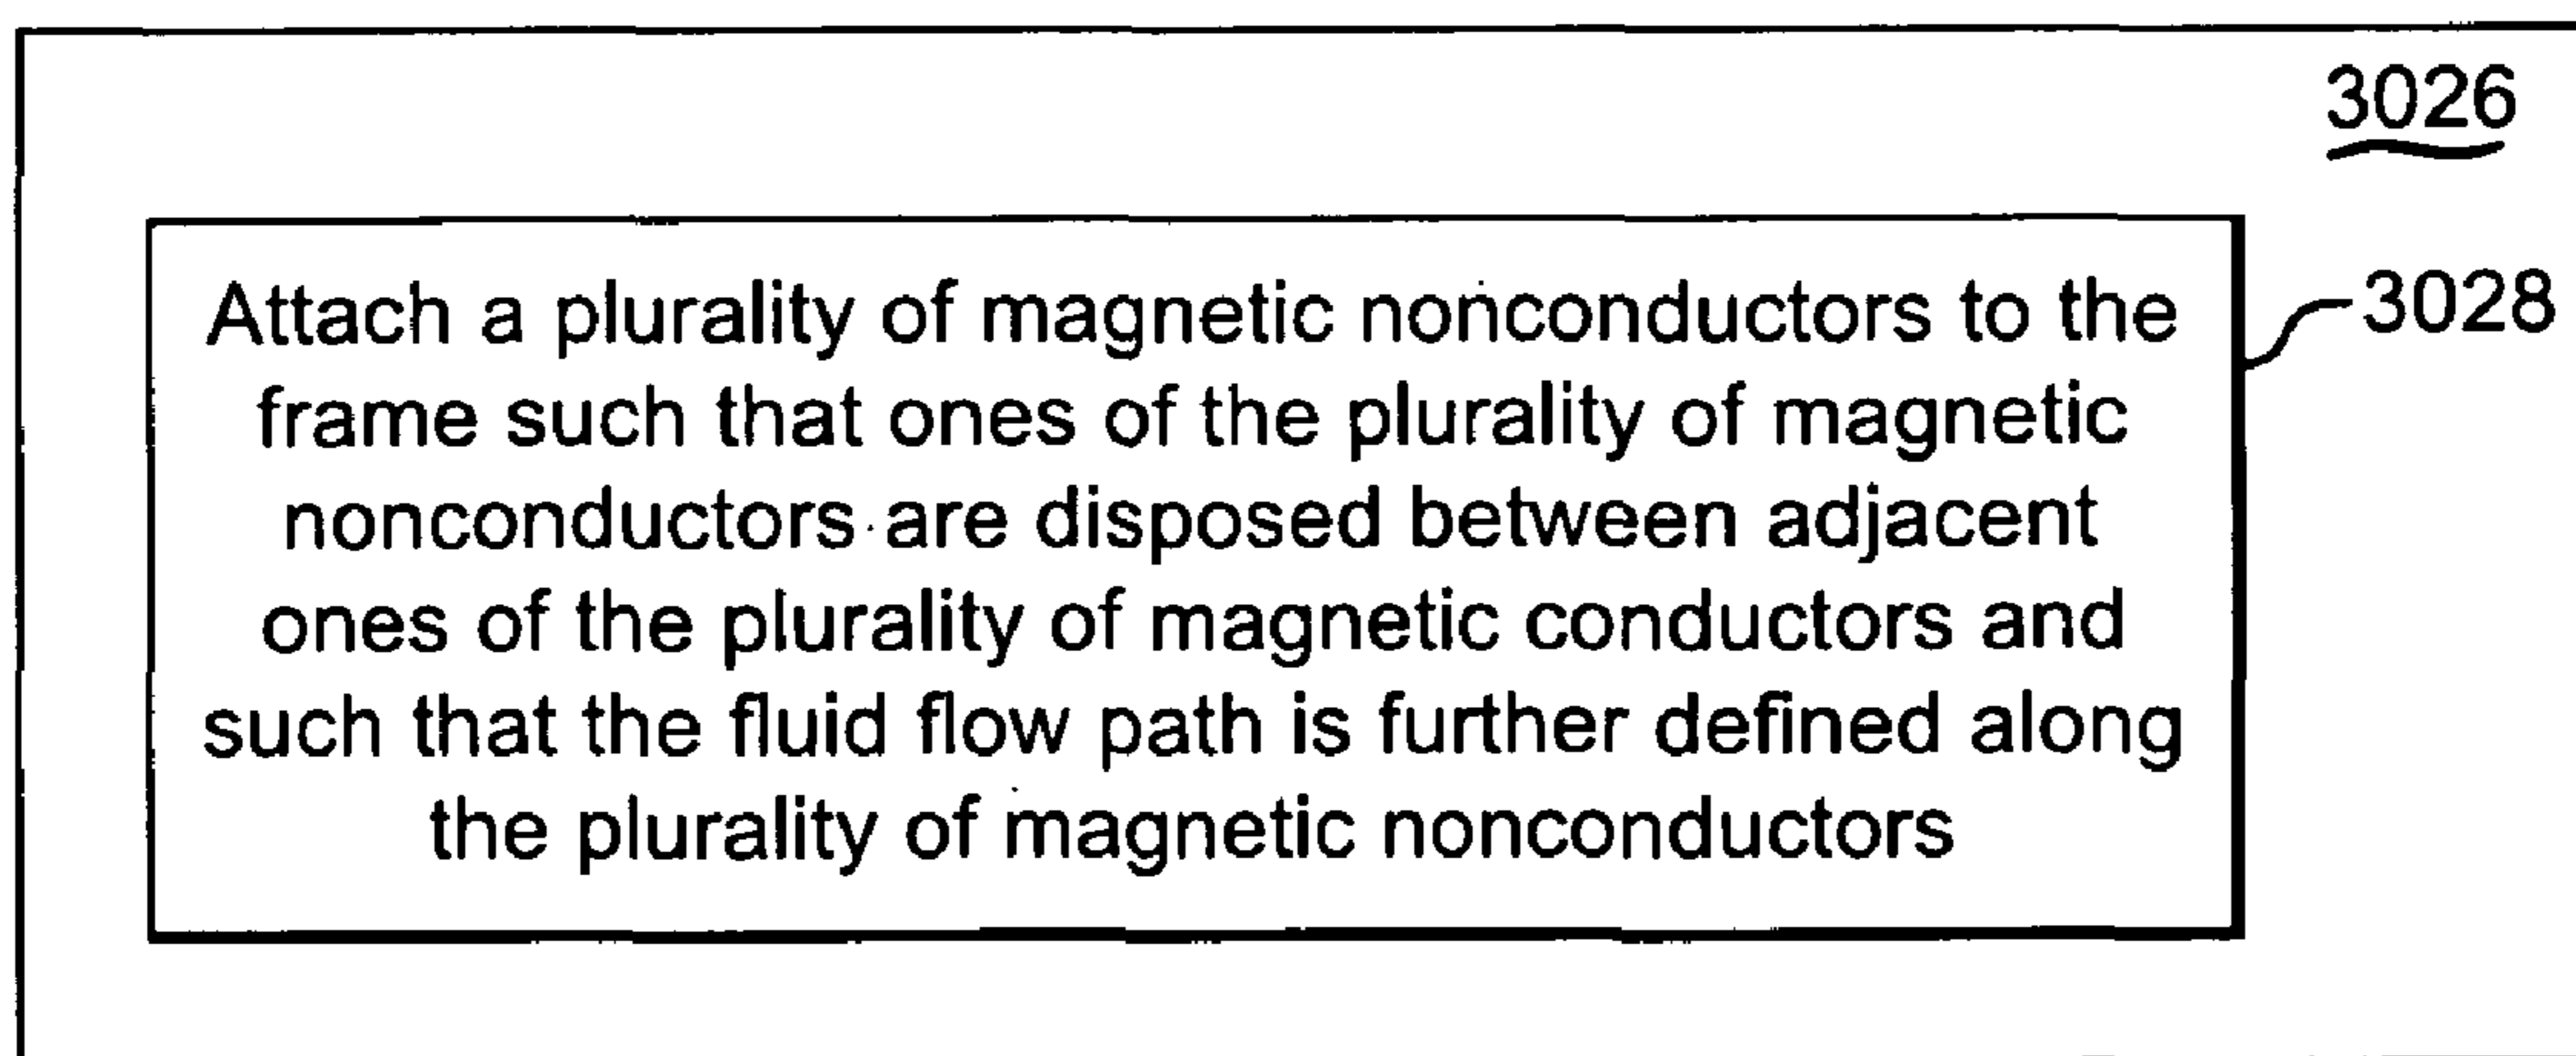 3026
Attach a plurality of magnetic nonconductors to the
3028
frame such that ones of the plurality of magnetic
nonconductors are disposed between adjacent
ones of the plurality of magnetic conductors and
such that the fluid flow path is further defined along
the plurality of magnetic nonconductors